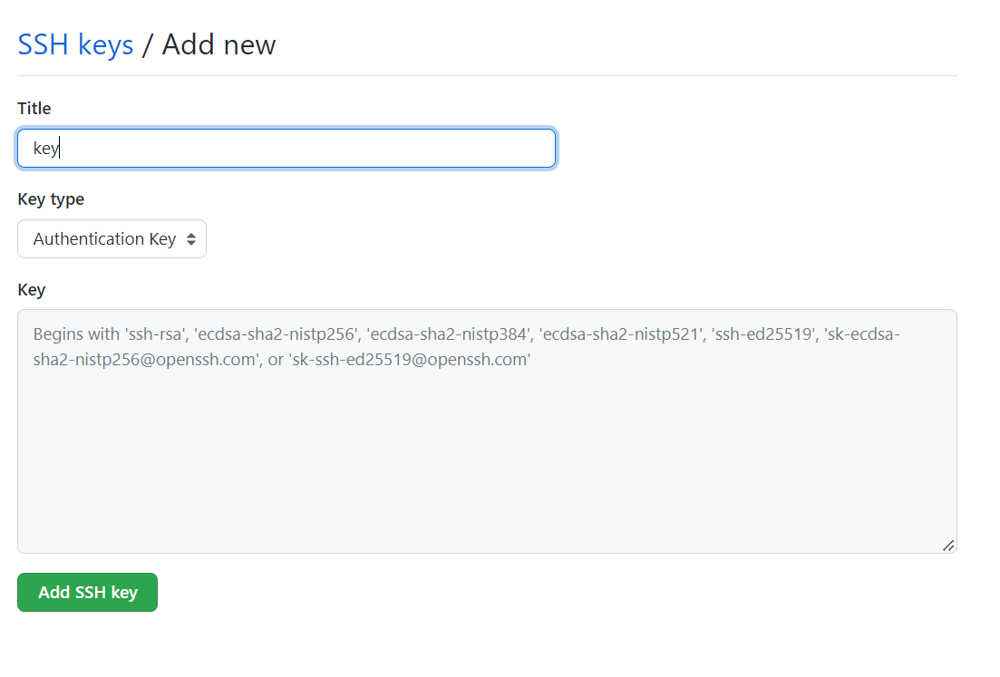 SSH keys / Add new
Title
key
Key type
Authentication Key
Key
Begins with 'ssh-rsa', 'ecdsa-sha2-nistp256', 'ecdsa-sha2-nistp384', 'ecdsa-sha2-nistp521', 'ssh-ed25519', 'sk-ecdsa-
sha2-nistp256@openssh.com', or 'sk-ssh-ed25519@openssh.com'
Add SSH key